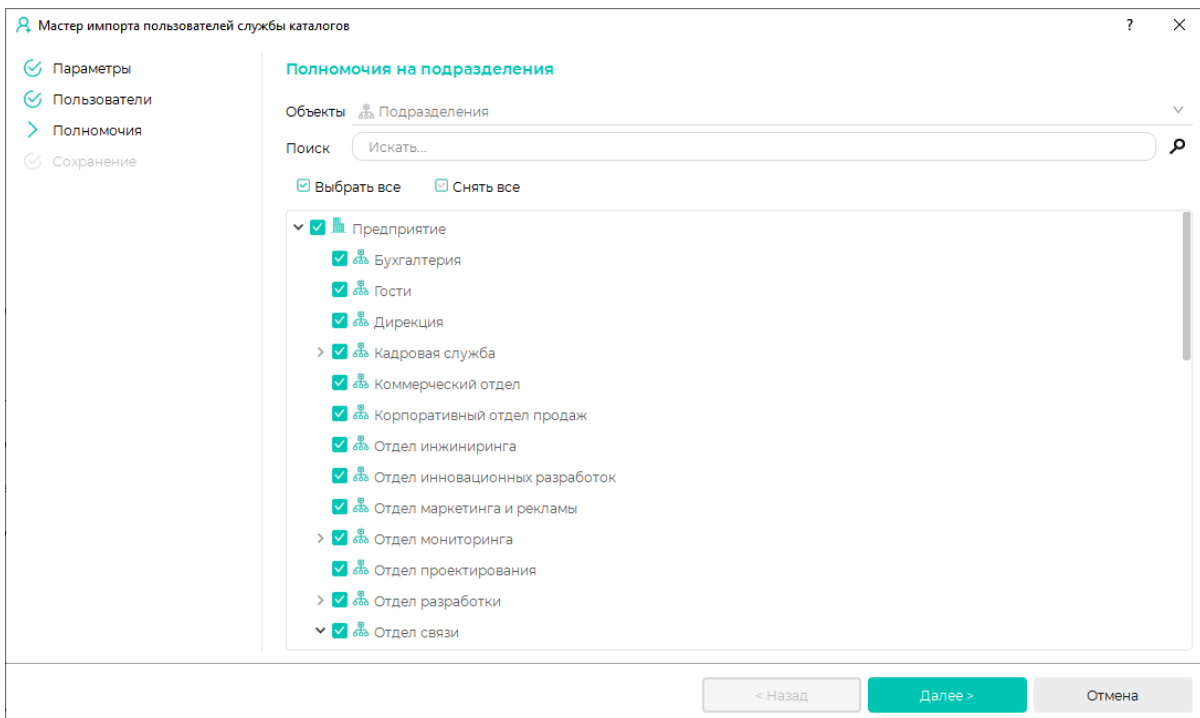 Мастер импорта пользователей службы каталогов
?
Параметры
Пользователи
Полномочия
Сохранение
Полномочия на подразделения
Объекты Подразделения
Поиск Искать...
Выбрать все Снять все
Предприятие
Бухгалтерия
Гости
Дирекция
Кадровая служба
Коммерческий отдел
Корпоративный отдел продаж
Отдел инжиниринга
Отдел инновационных разработок
Отдел маркетинга и рекламы
Отдел мониторинга
Отдел проектирования
Отдел разработки
Отдел связи
< Назад Далее > Отмена